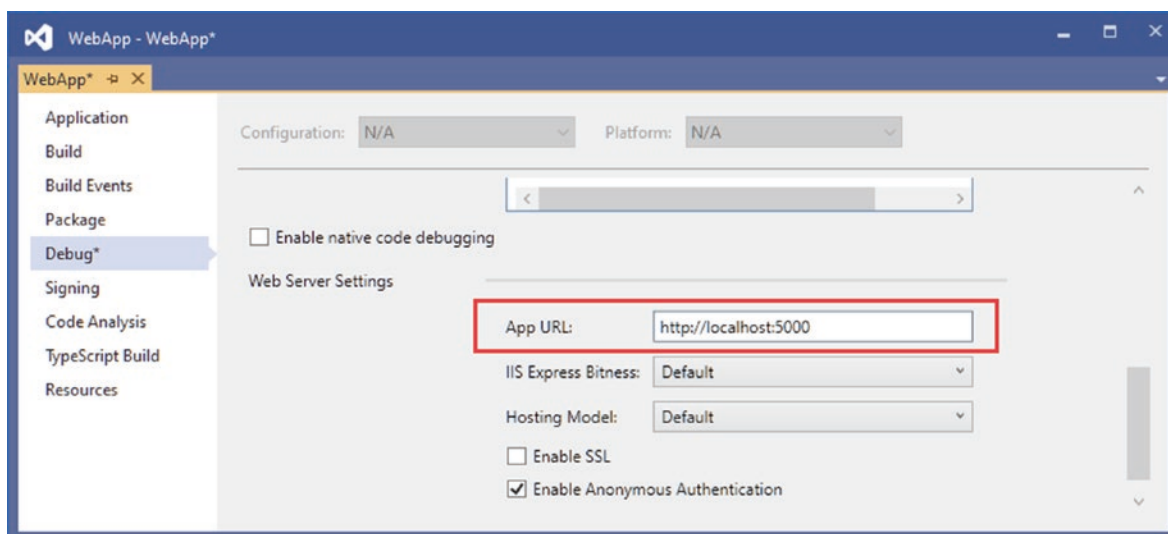 WebApp - WebApp*
WebApp*
Application
Build
Build Events
Package
Debug*
Signing
Code Analysis
TypeScript Build
Resources
Configuration: N/A Platform: N/A
Enable native code debugging
Web Server Settings
App URL: http://localhost:5000
IIS Express Bitness: Default
Hosting Model: Default
Enable SSL
Enable Anonymous Authentication